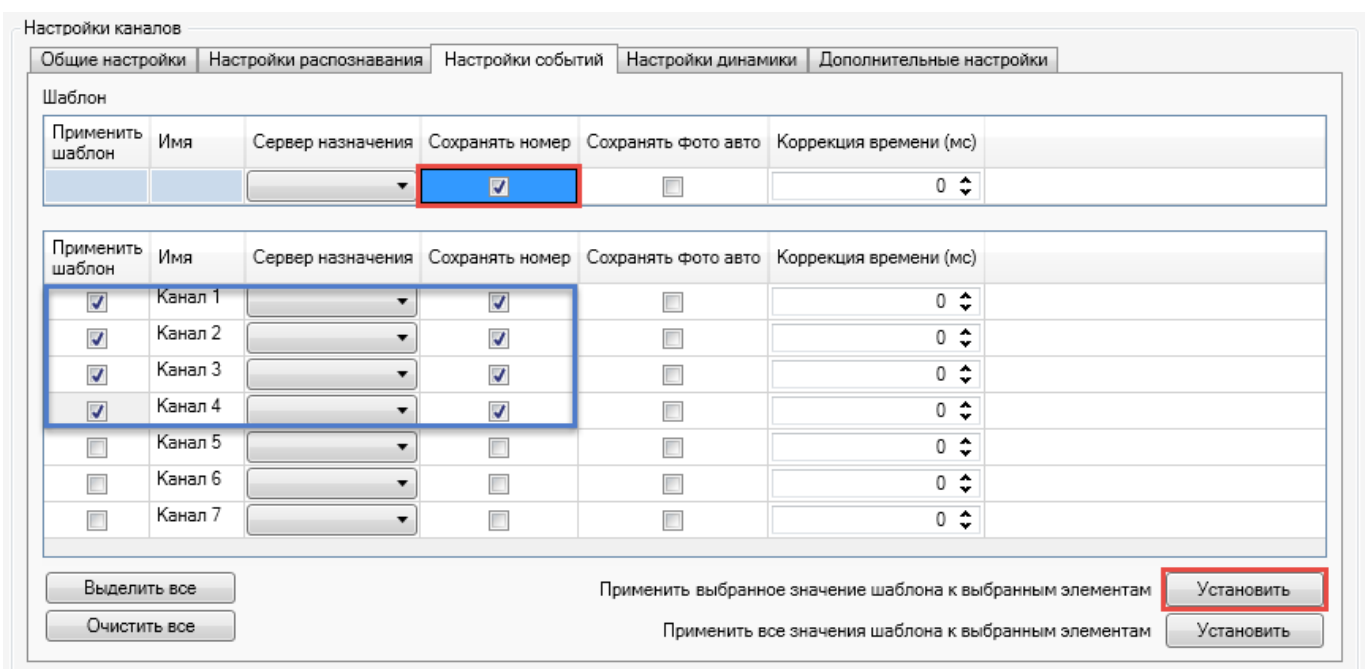 Настройки каналов
Общие настройки Настройки распознавания Настройки событий Настройки динамики Дополнительные настройки
Шаблон
Применить шаблон Имя Сервер назначения Сохранять номер Сохранять фото авто Коррекция времени (мс)
0
Применить шаблон Имя Сервер назначения Сохранять номер Сохранять фото авто Коррекция времени (мс)
Канал 1 0
Канал 2 0
Канал 3 0
Канал 4 0
Канал 5 0
Канал 6 0
Канал 7 0
Выделить все Применить выбранное значение шаблона к выбранным элементам Установить
Очистить все Применить все значения шаблона к выбранным элементам Установить